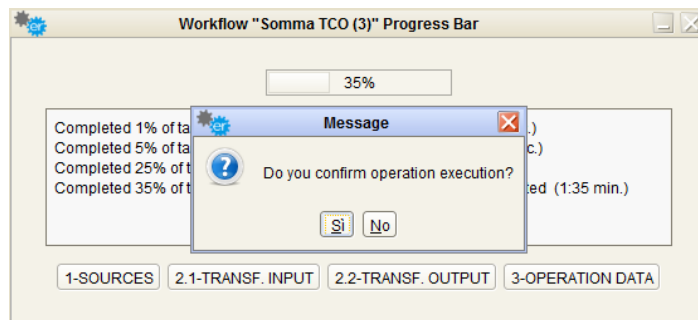 Workflow "Somma TCO (3)" Progress Bar
35%
Completed 1% of ta .)
Completed 5% of ta c.)
Completed 25% of t
Completed 35% of t ted (1:35 min.)
er
Message
Do you confirm operation execution?
Sì No
1-SOURCES 2.1-TRANSF. INPUT 2.2-TRANSF. OUTPUT 3-OPERATION DATA